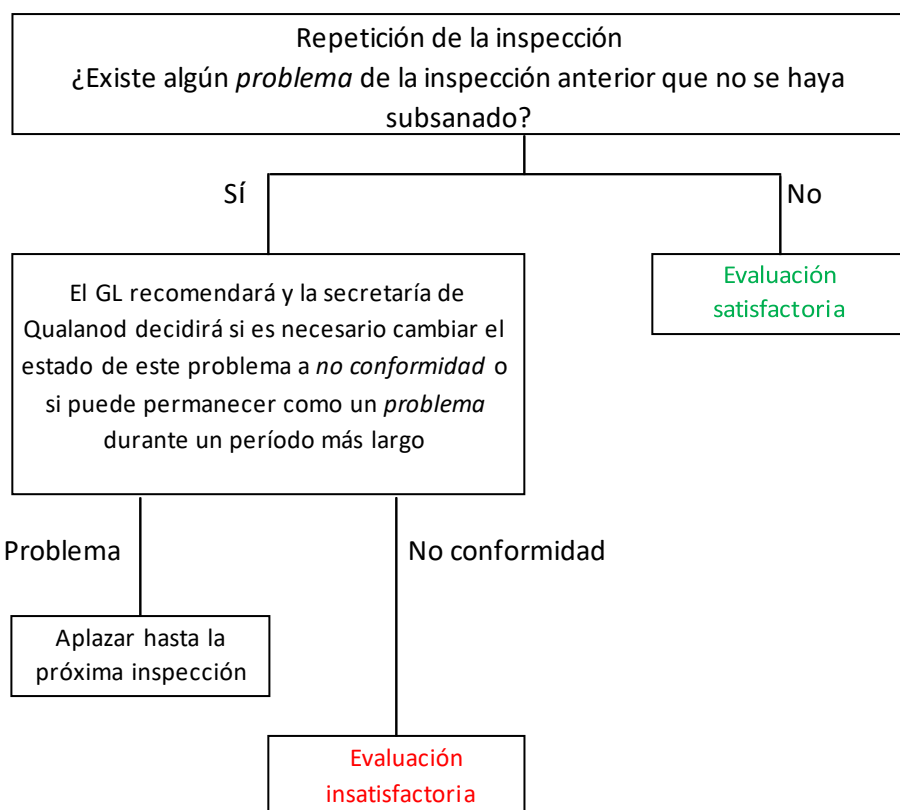 Repetición de la inspección
¿Existe algún problema de la inspección anterior que no se haya
subsanado?
Sí
No
El GL recomendará y la secretaría de
Qualanod decidirá si es necesario cambiar el
estado de este problema a no conformidad o
si puede permanecer como un problema
durante un período más largo
Evaluación
satisfactoria
Problema
No conformidad
Aplazar hasta la
próxima inspección
Evaluación
insatisfactoria